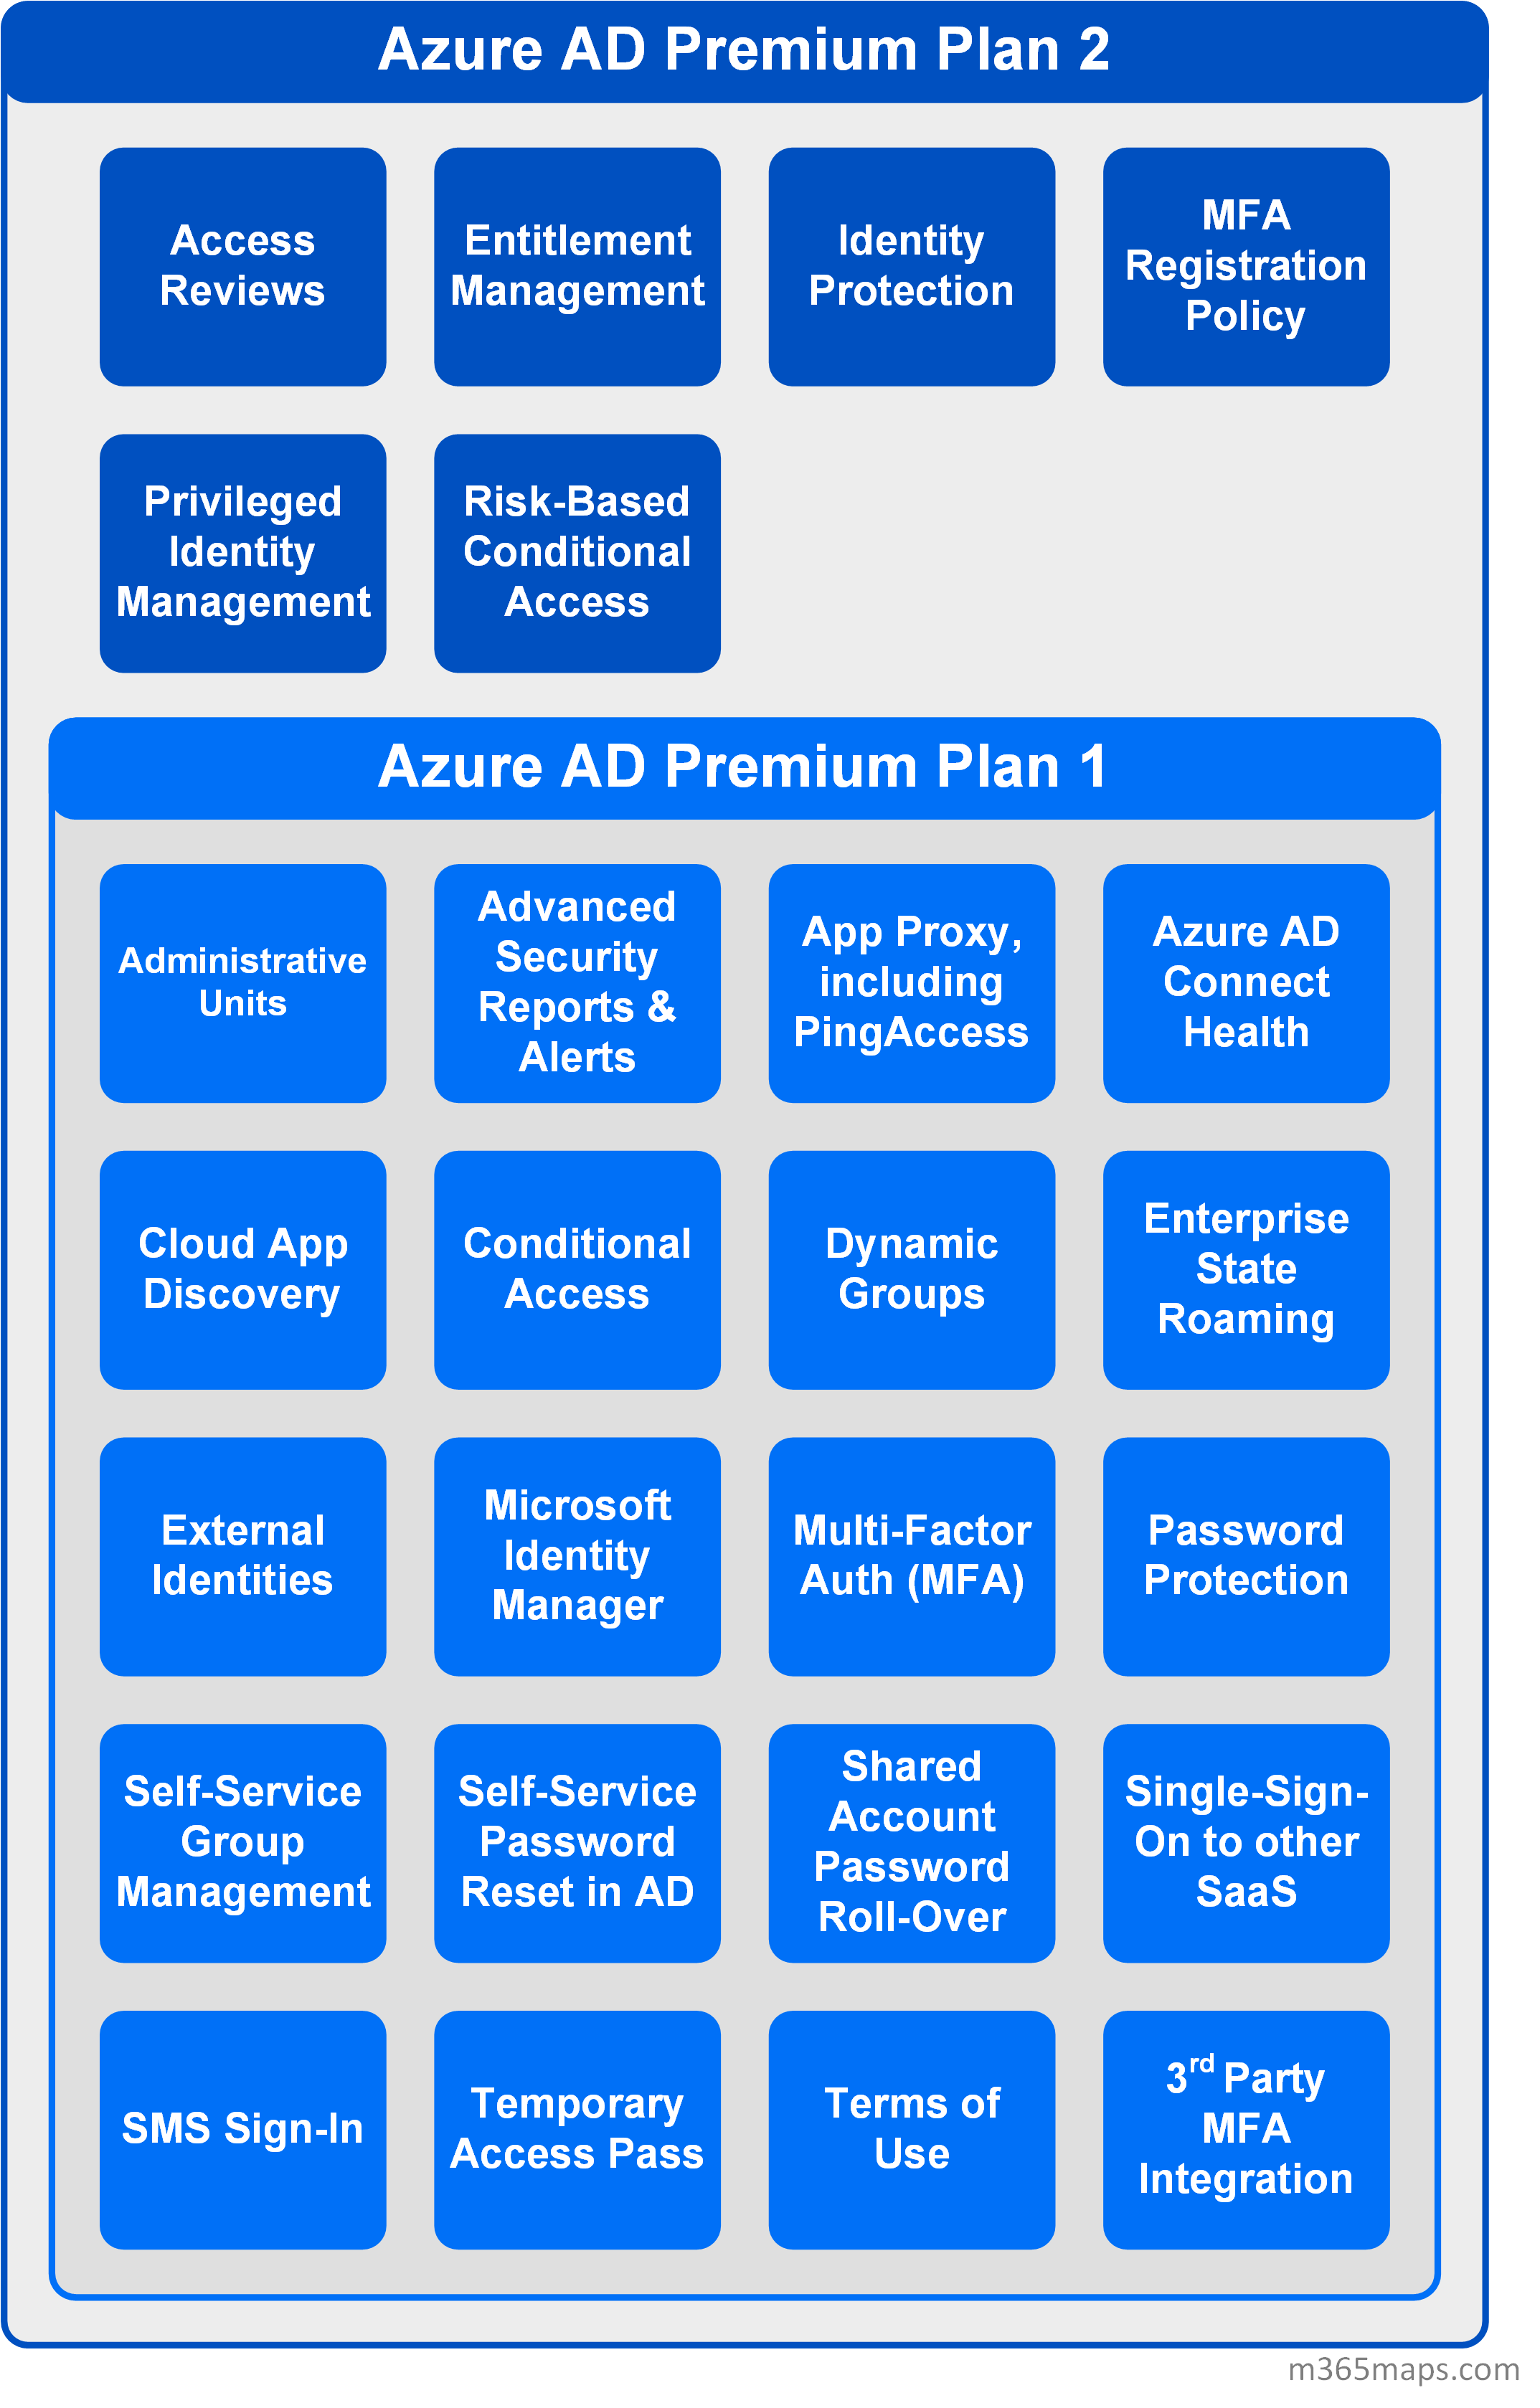 Azure AD Premium Plan 2
Access
Reviews
Entitlement
Management
Identity
Protection
MFA
Registration
Policy
Privileged
Identity
Management
Risk-Based
Conditional
Access
Azure AD Premium Plan 1
Administrative
Units
Advanced
Security
Reports &
Alerts
App Proxy,
including
PingAccess
Azure AD
Connect
Health
Cloud App
Discovery
Conditional
Access
Dynamic
Groups
Enterprise
State
Roaming
External
Identities
Microsoft
Identity
Manager
Multi-Factor
Auth (MFA)
Password
Protection
Self-Service
Group
Management
Self-Service
Password
Reset in AD
Shared
Account
Password
Roll-Over
Single-Sign-
On to other
SaaS
SMS Sign-In
Temporary
Access Pass
Terms of
Use
3rd Party
MFA
Integration
m365maps.com